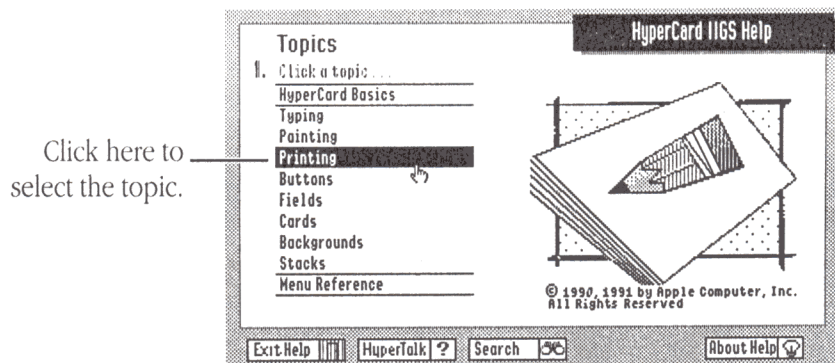 HyperCard IIGS Help
Topics
1. Click a topic ...
HyperCard Basics
Typing
Painting
Printing
Buttons
Fields
Cards
Backgrounds
Stacks
Menu Reference
Click here to
select the topic.
© 1990, 1991 by Apple Computer, Inc.
All Rights Reserved
Exit Help
HyperTalk ?
Search
About Help